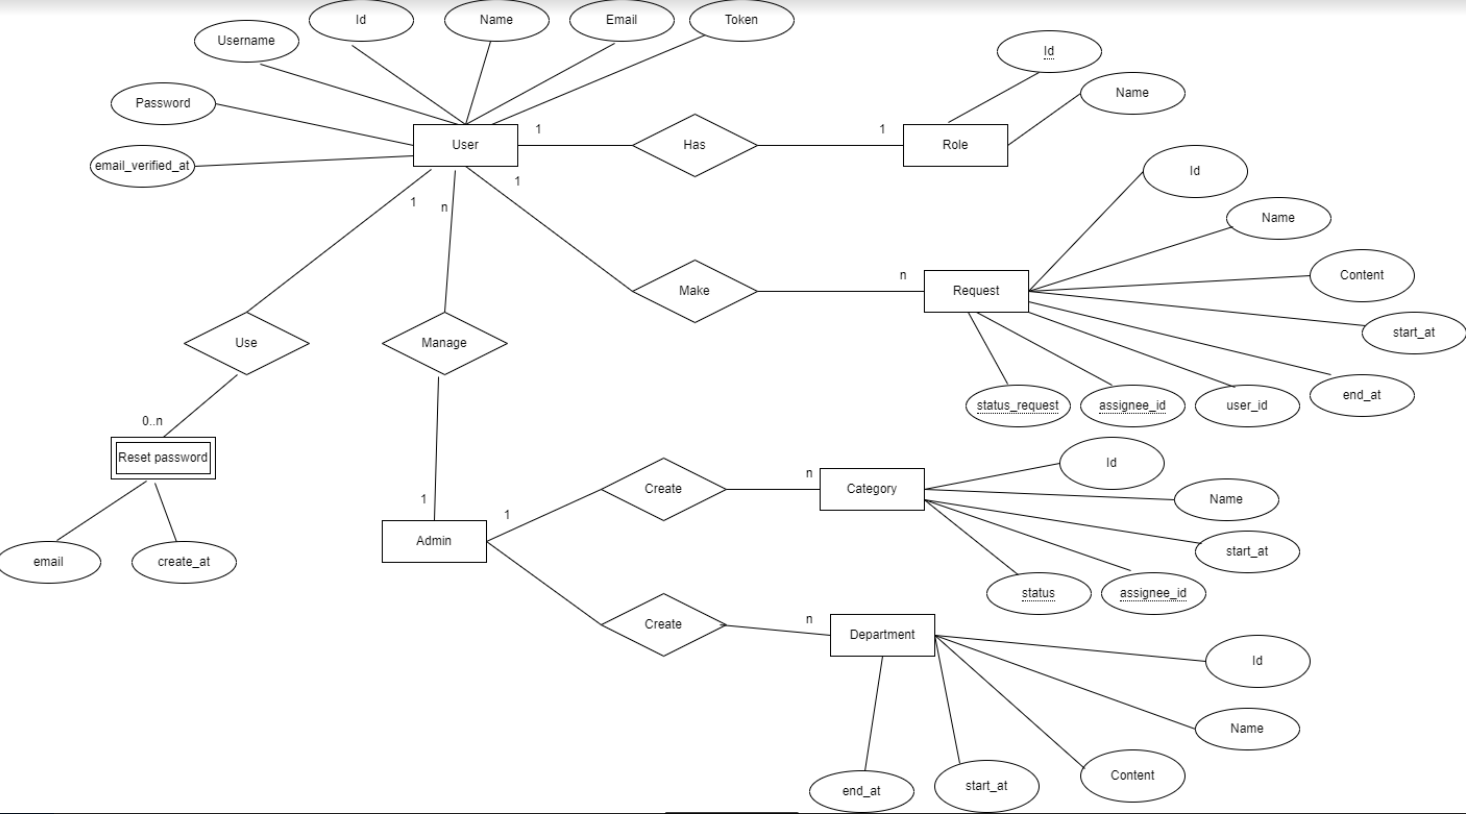 Id
Name
Email
Token
Username
Id
Password
Name
User
1
Has
1
Role
email_verified_at
Id
1
1
n
Name
Content
n
Make
Request
start_at
Use
Manage
end_at
status_request
assignee_id
user_id
0..n
Reset password
Id
n
Create
Category
Name
1
1
Admin
start_at
email
create_at
status
assignee_id
n
Create
Department
Id
Name
Content
start_at
end_at